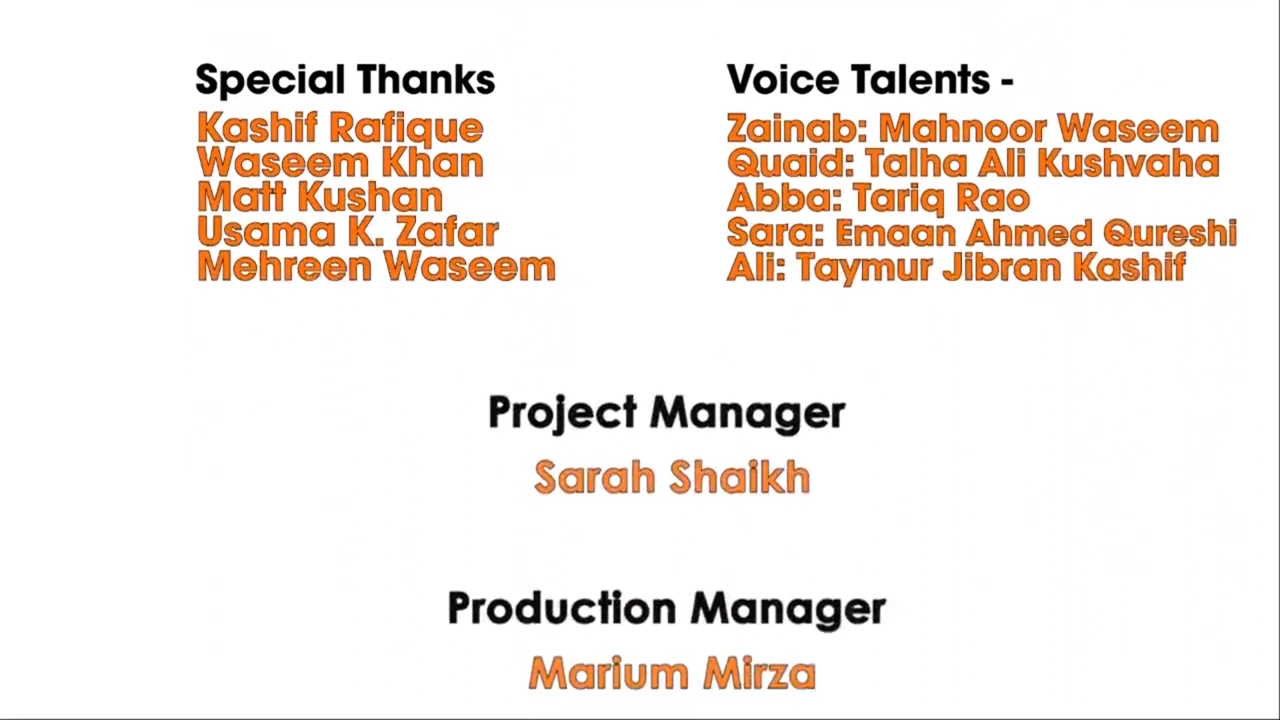 Special Thanks
Kashif Rafique
Waseem Khan
Matt Kushan
Usama K. Zafar
Mehreen Waseem
Voice Talents -
Zainab: Mahnoor Waseem
Quaid: Talha Ali Kushvaha
Abba: Tariq Rao
Sara: Emaan Ahmed Qureshi
Ali: Taymur Jibran Kashif
Project Manager
Sarah Shaikh
Production Manager
Marium Mirza